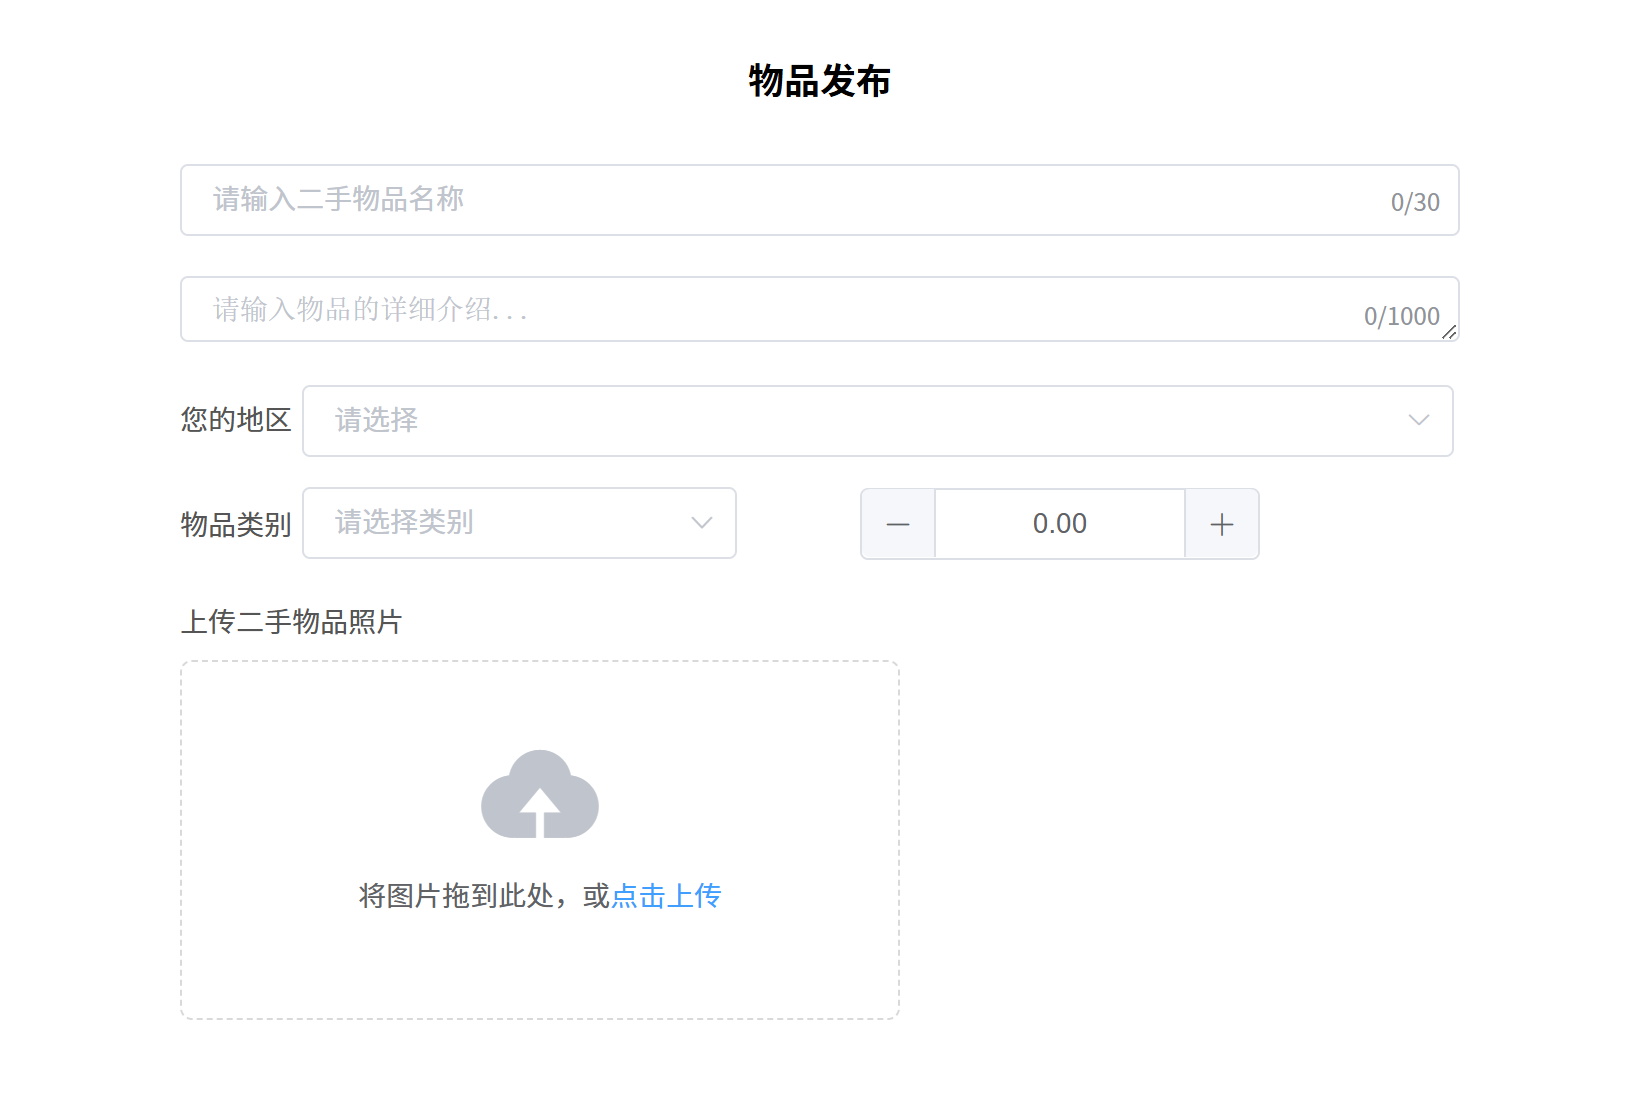 物品发布
请输入二手物品名称 0/30
请输入物品的详细介绍... 0/1000
您的地区 请选择
物品类别 请选择类别 0.00
上传二手物品照片
将图片拖到此处，或点击上传